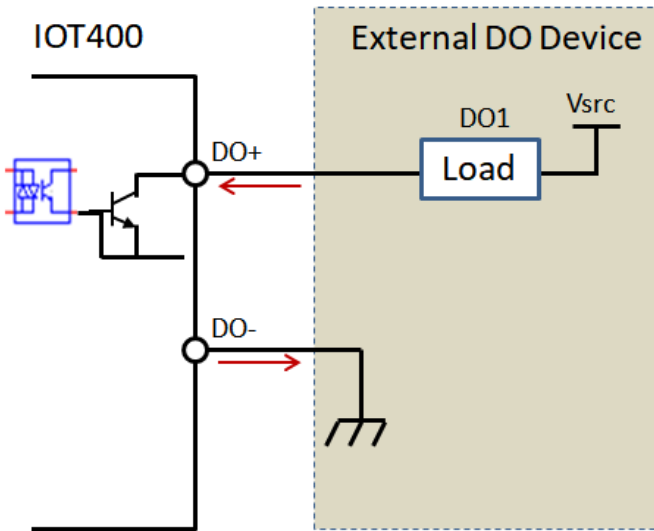 IOT400
External DO Device
Vsrc
DO1
DO+
Load
DO-